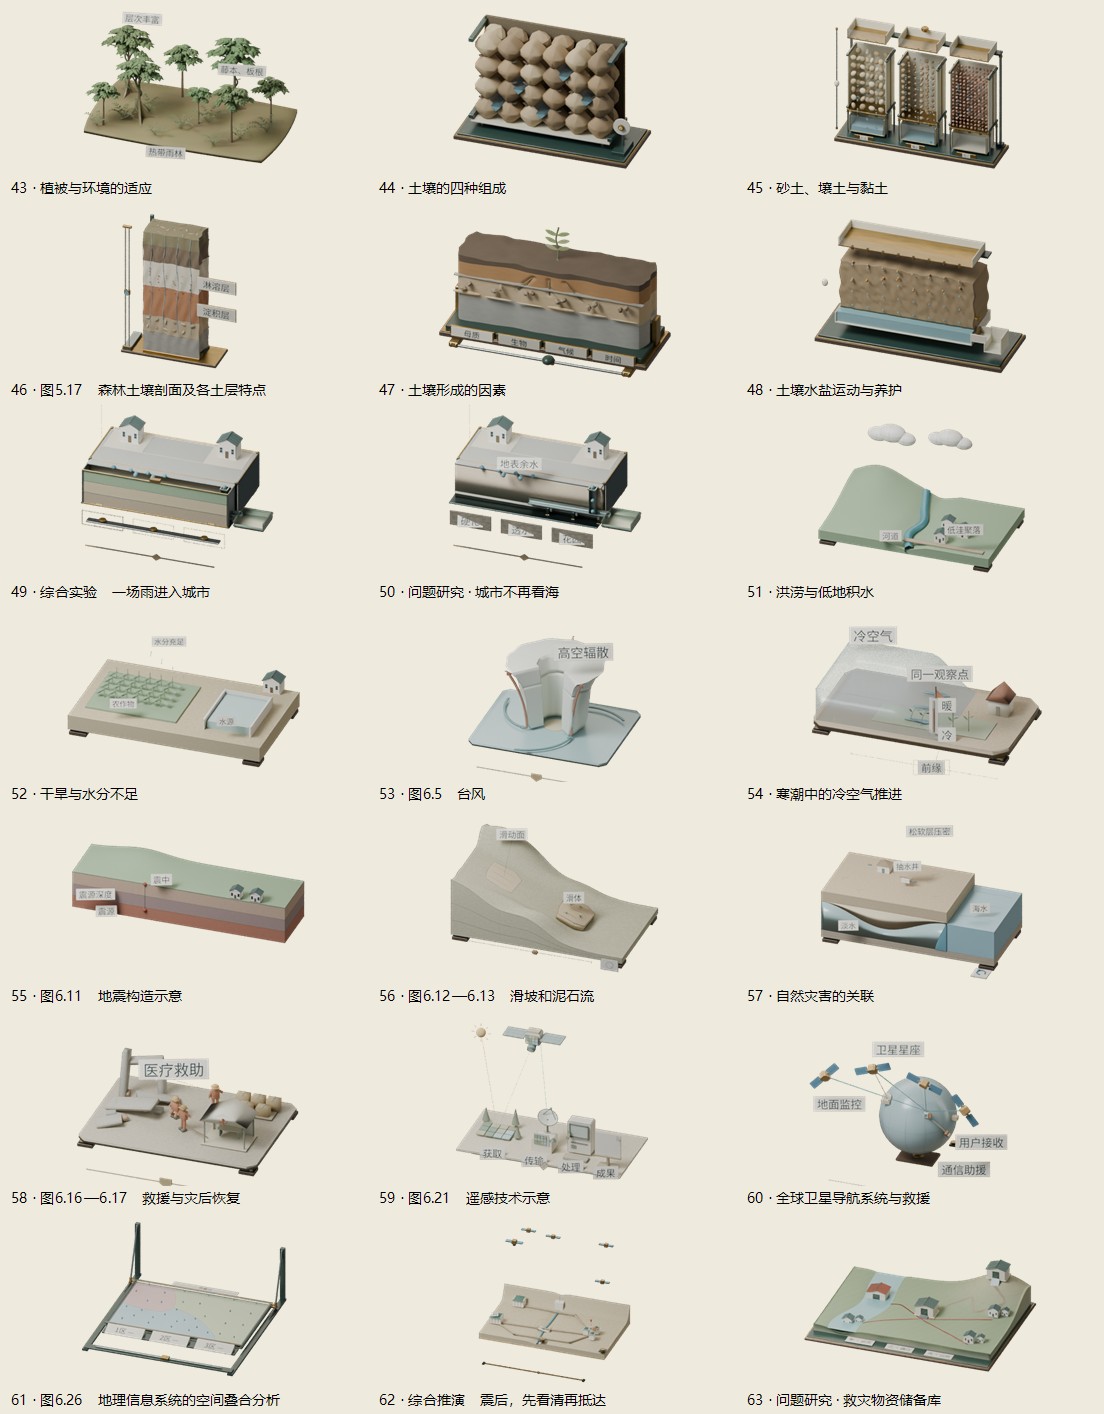 层次丰富
藤本、板根
热带雨林
43 · 植被与环境的适应
44 · 土壤的四种组成
45 · 砂土、壤土与黏土
淋溶层
淀积层
46 · 图5.17　森林土壤剖面及各土层特点
母质
生物
气候
时间
47 · 土壤形成的因素
48 · 土壤水盐运动与养护
49 · 综合实验　一场雨进入城市
地表余水
50 · 问题研究 · 城市不再看海
河道
低洼聚落
51 · 洪涝与低地积水
水分充足
农作物
水源
52 · 干旱与水分不足
高空辐散
53 · 图6.5　台风
冷空气
同一观察点
暖
冷
前缘
54 · 寒潮中的冷空气推进
震中
震源深度
震源
55 · 图6.11　地震构造示意
滑动面
滑体
56 · 图6.12—6.13　滑坡和泥石流
松软层压密
抽水井
海水
淡水
57 · 自然灾害的关联
医疗救助
58 · 图6.16—6.17　救援与灾后恢复
获取
传输
处理
成果
59 · 图6.21　遥感技术示意
卫星星座
地面监控
用户接收
通信助援
60 · 全球卫星导航系统与救援
61 · 图6.26　地理信息系统的空间叠合分析
62 · 综合推演　震后，先看清再抵达
63 · 问题研究 · 救灾物资储备库